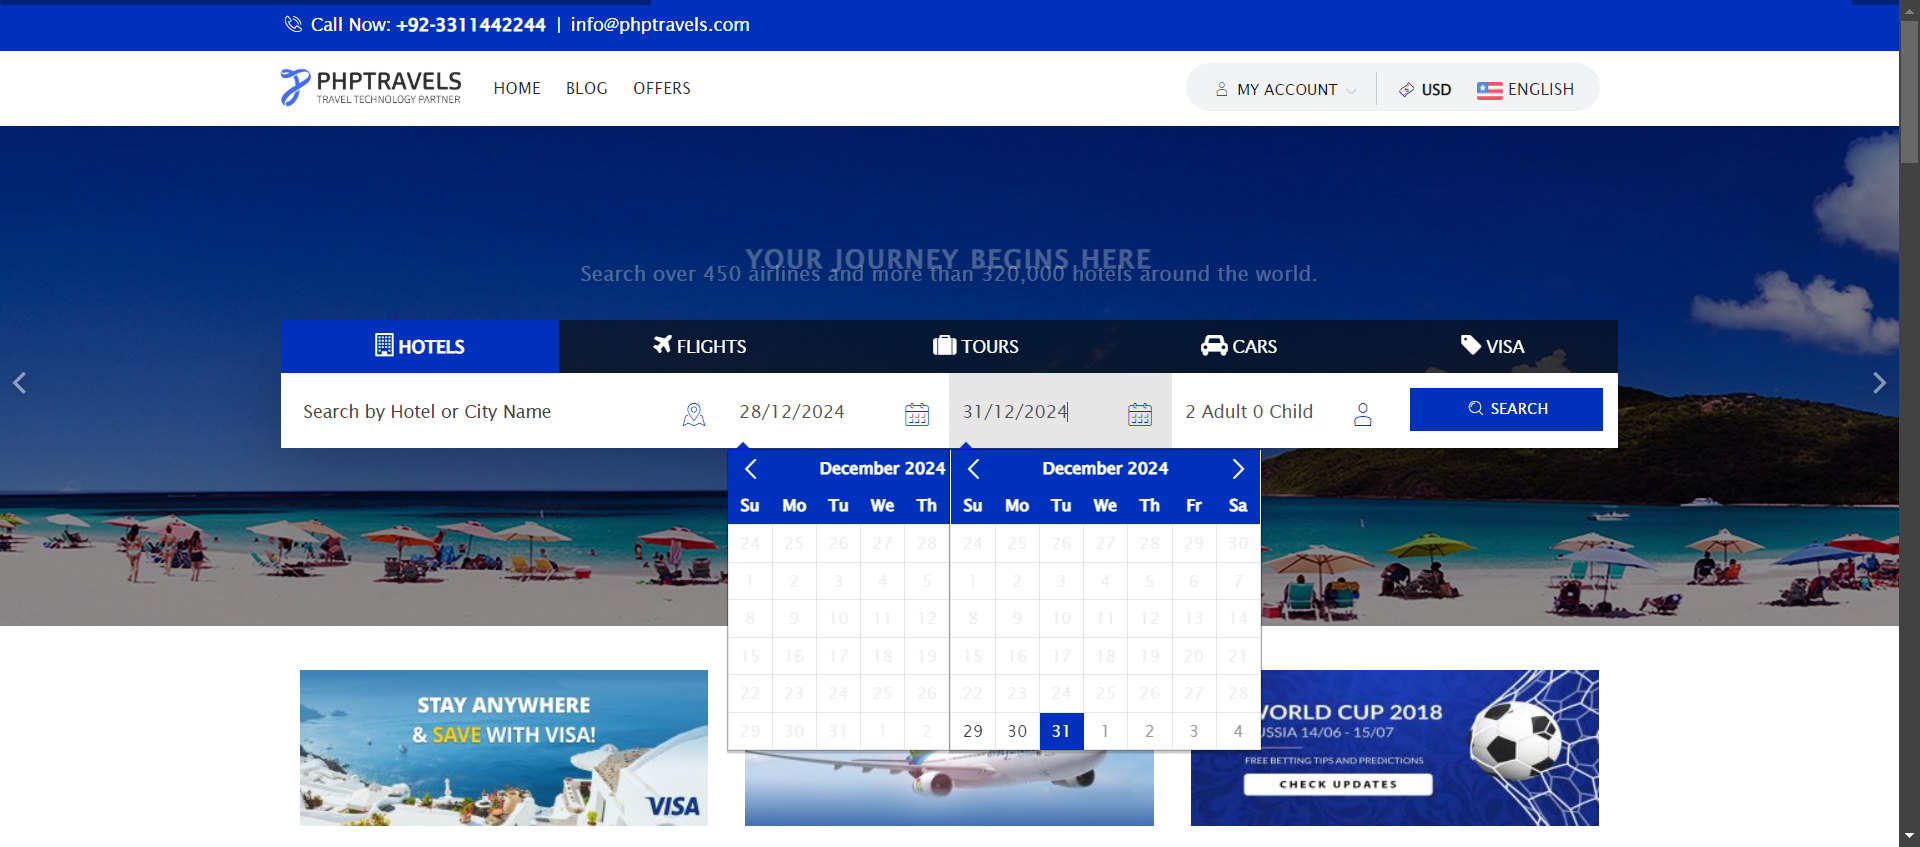 Call Now: +92-3311442244 | info@phptravels.com
PHPTRAVELS
TRAVEL TECHNOLOGY PARTNER
HOME BLOG OFFERS
MY ACCOUNT USD ENGLISH
YOUR JOURNEY BEGINS HERE
Search over 450 airlines and more than 320,000 hotels around the world.
HOTELS FLIGHTS TOURS CARS VISA
Search by Hotel or City Name 28/12/2024 31/12/2024 2 Adult 0 Child SEARCH
December 2024
Su Mo Tu We Th
24 25 26 27 28
1 2 3 4 5
8 9 10 11 12
15 16 17 18 19
22 23 24 25 26
29 30 31 1 2
December 2024
Su Mo Tu We Th Fr Sa
24 25 26 27 28 29 30
1 2 3 4 5 6 7
8 9 10 11 12 13 14
15 16 17 18 19 20 21
22 23 24 25 26 27 28
29 30 31 1 2 3 4
STAY ANYWHERE
& SAVE WITH VISA!
VISA
ORLD CUP 2018
USSIA 14/06 - 15/07
FREE BETTING TIPS AND PREDICTIONS
CHECK UPDATES